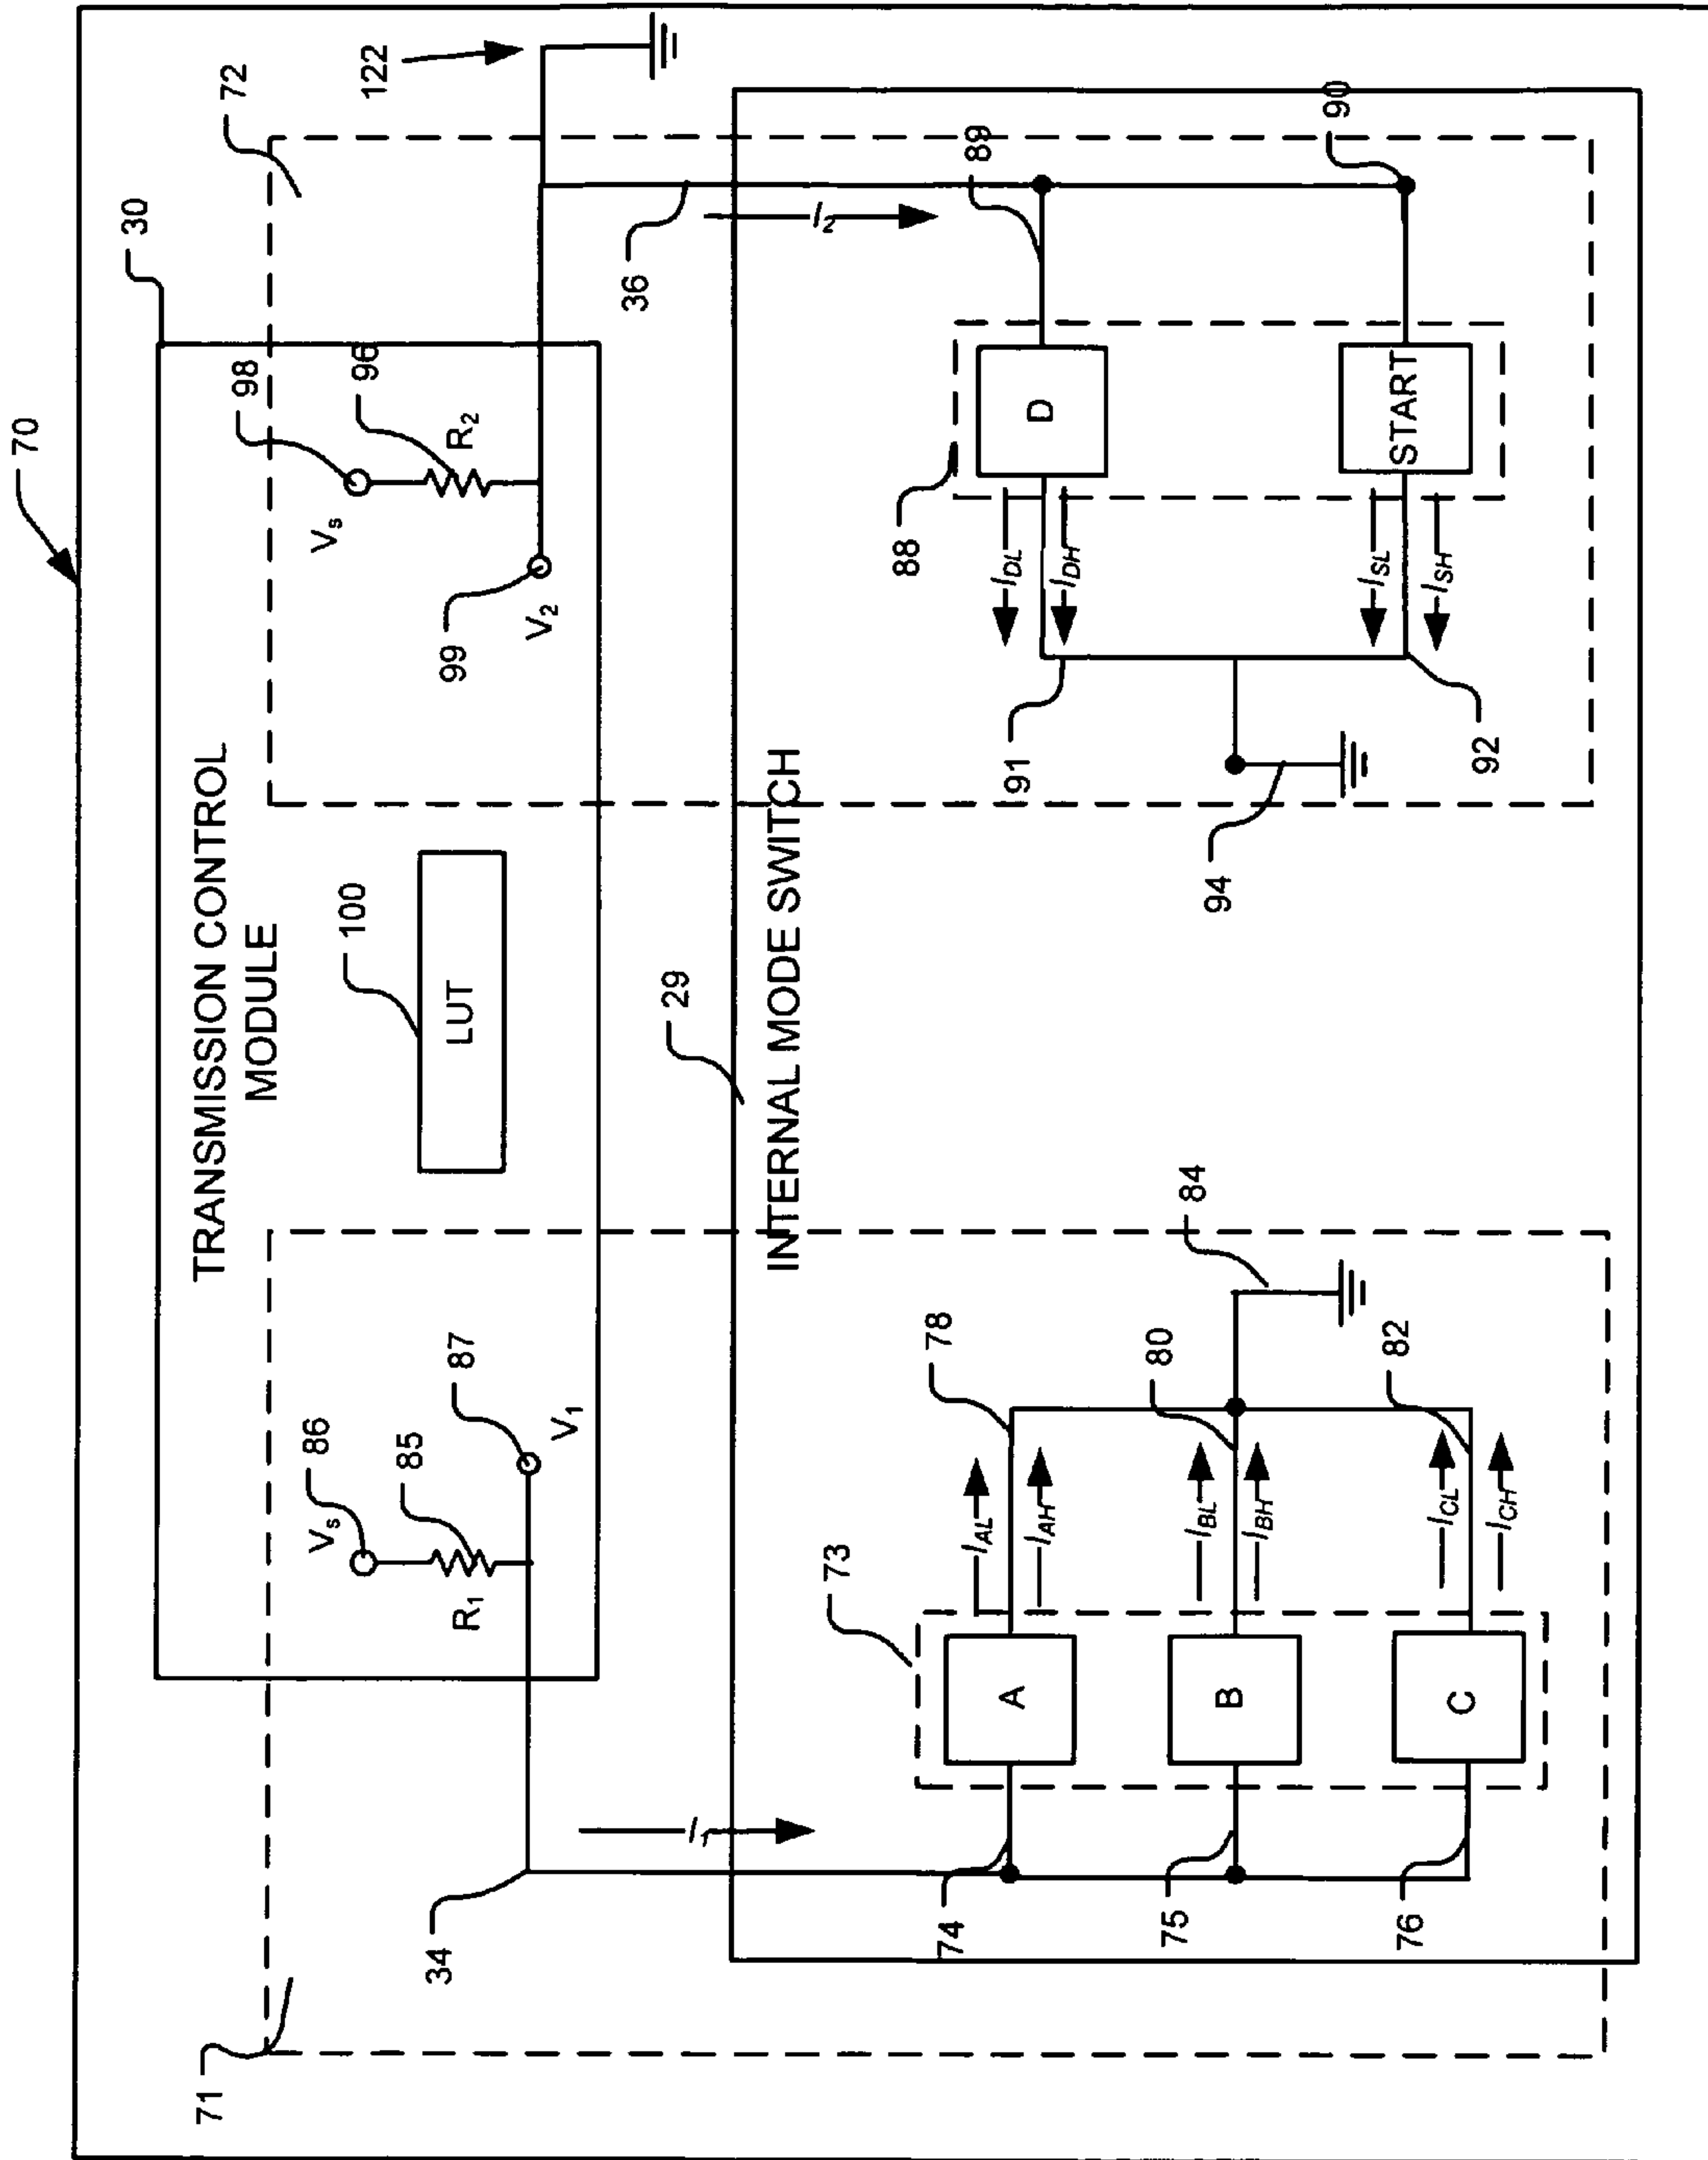 70
30
72
122
TRANSMISSION CONTROL
MODULE
71
86
Vs
85
R1
87
V1
34
100
LUT
98
Vs
96
R2
99
V2
36
I1
I2
29
INTERNAL MODE SWITCH
73
74
A
IAL
IAH
78
75
B
IBL
IBH
80
84
76
C
ICL
ICH
82
88
89
D
IDL
IDH
91
94
START
ISL
ISH
92
90